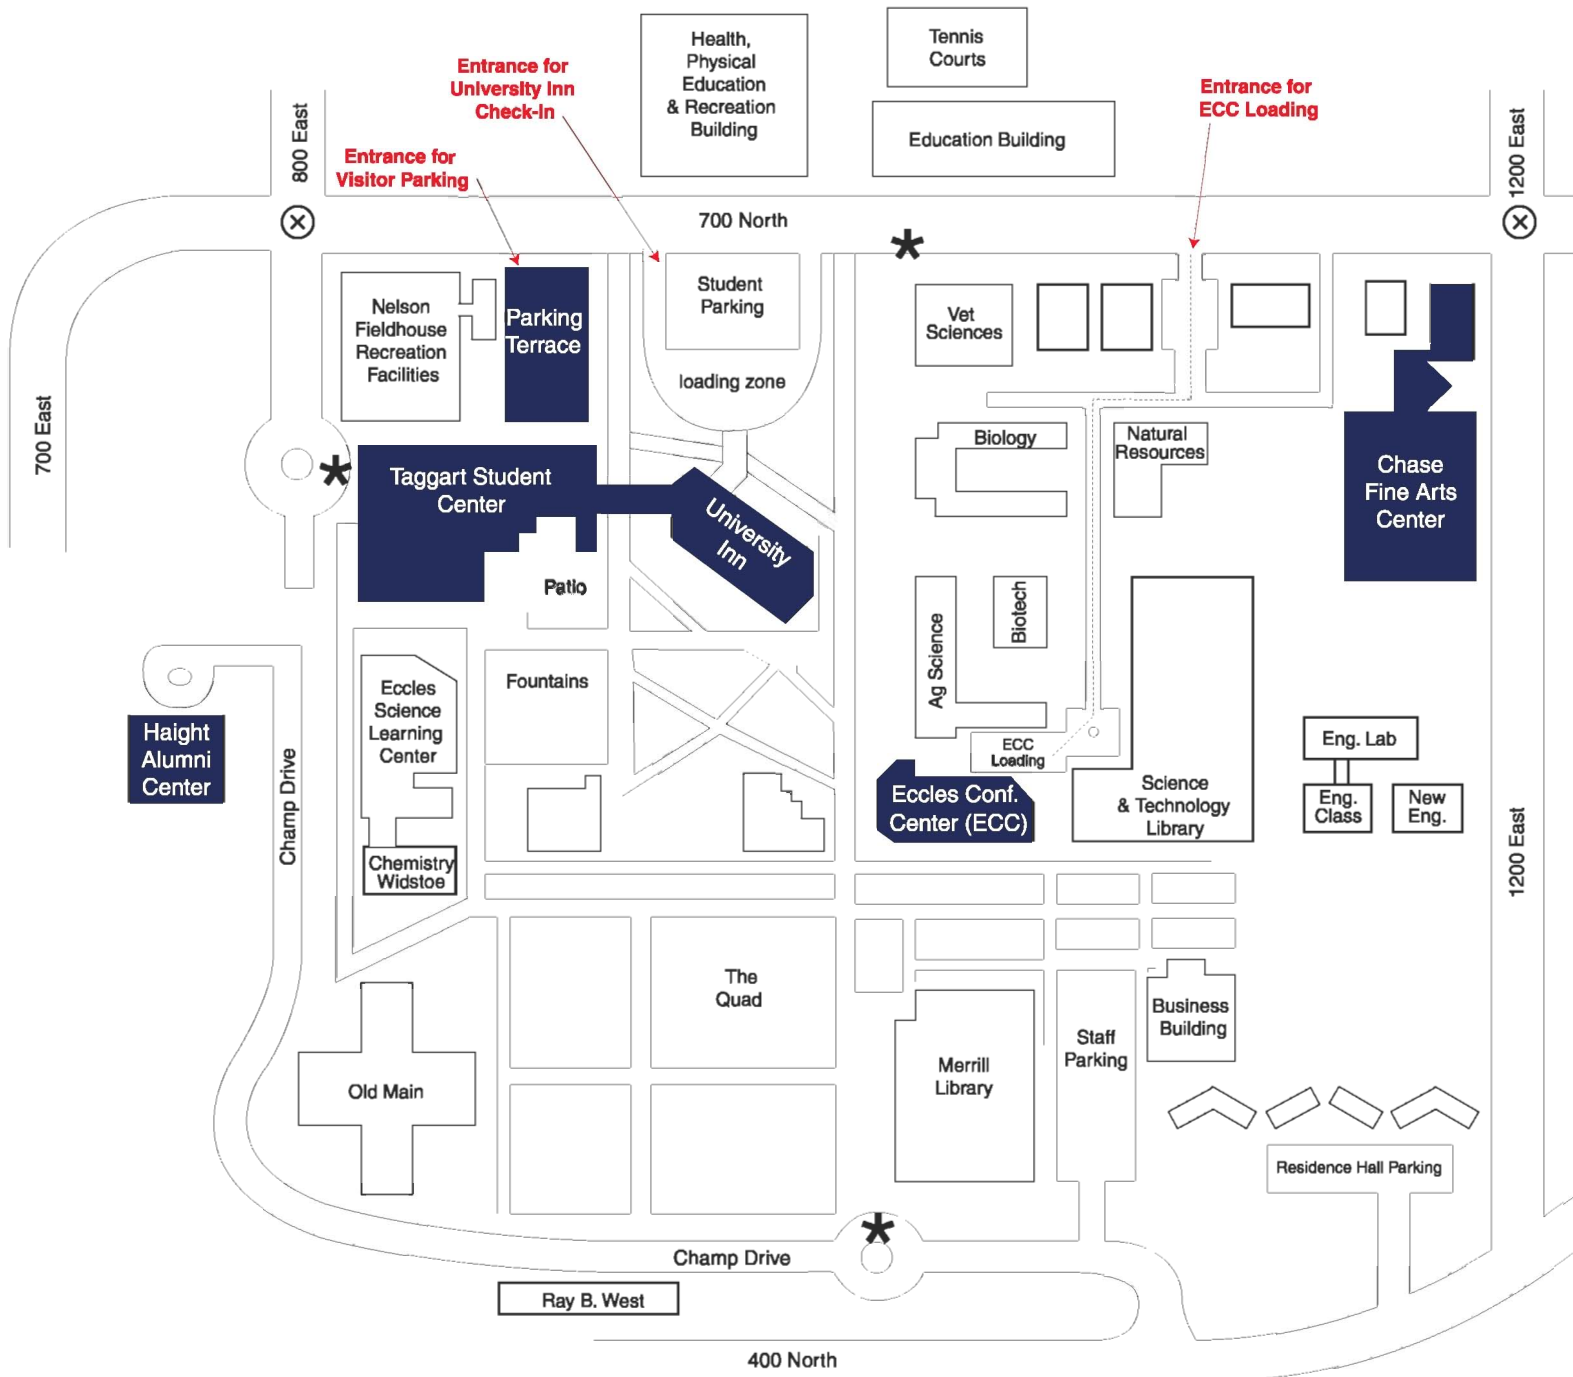 Health,
Physical
Education
& Recreation
Building
Tennis
Courts
Entrance for
University Inn
Check-In
Entrance for
ECC Loading
800 East
1200 East
Education Building
Entrance for
Visitor Parking
700 North
Nelson
Fieldhouse
Recreation
Facilities
Parking
Terrace
Student
Parking
loading zone
Vet
Sciences
700 East
Biology
Natural
Resources
Taggart Student
Center
University
Inn
Chase
Fine Arts
Center
Patio
Ag Science
Biotech
Fountains
Eccles
Science
Learning
Center
Haight
Alumni
Center
Champ Drive
ECC
Loading
Eng. Lab
Eccles Conf.
Center (ECC)
Science
& Technology
Library
Eng.
Class
New
Eng.
1200 East
Chemistry
Widstoe
The
Quad
Business
Building
Staff
Parking
Merrill
Library
Old Main
Residence Hall Parking
Champ Drive
Ray B. West
400 North